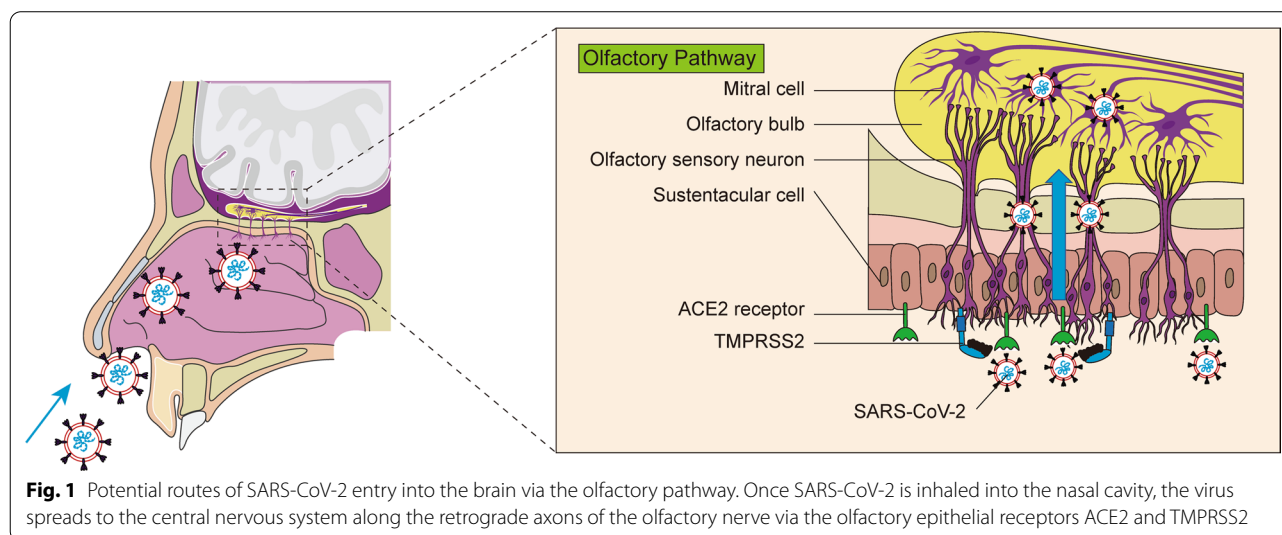 Olfactory Pathway
Mitral cell
Olfactory bulb
Olfactory sensory neuron
Sustentacular cell
ACE2 receptor
TMPRSS2
SARS-CoV-2
Fig. 1 Potential routes of SARS-CoV-2 entry into the brain via the olfactory pathway. Once SARS-CoV-2 is inhaled into the nasal cavity, the virus
spreads to the central nervous system along the retrograde axons of the olfactory nerve via the olfactory epithelial receptors ACE2 and TMPRSS2